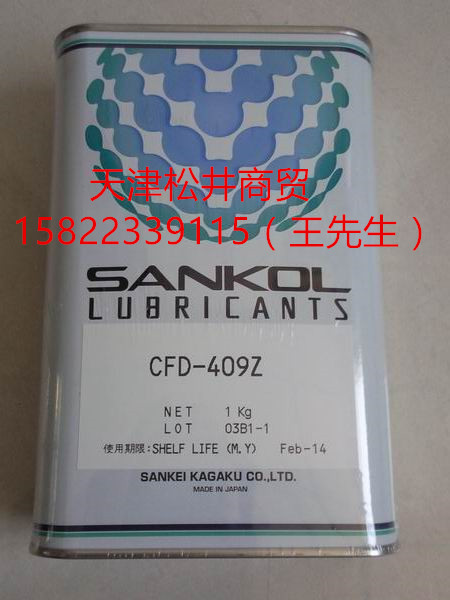 天津松井商贸
15822339115（王先生）
SANKOL
LUBRICANTS
CFD-409Z
NET 1 Kg
LOT 03B1-1
使用期限:SHELF LIFE (M.Y) Feb-14
SANKEI KAGAKU CO.,LTD.
MADE IN JAPAN